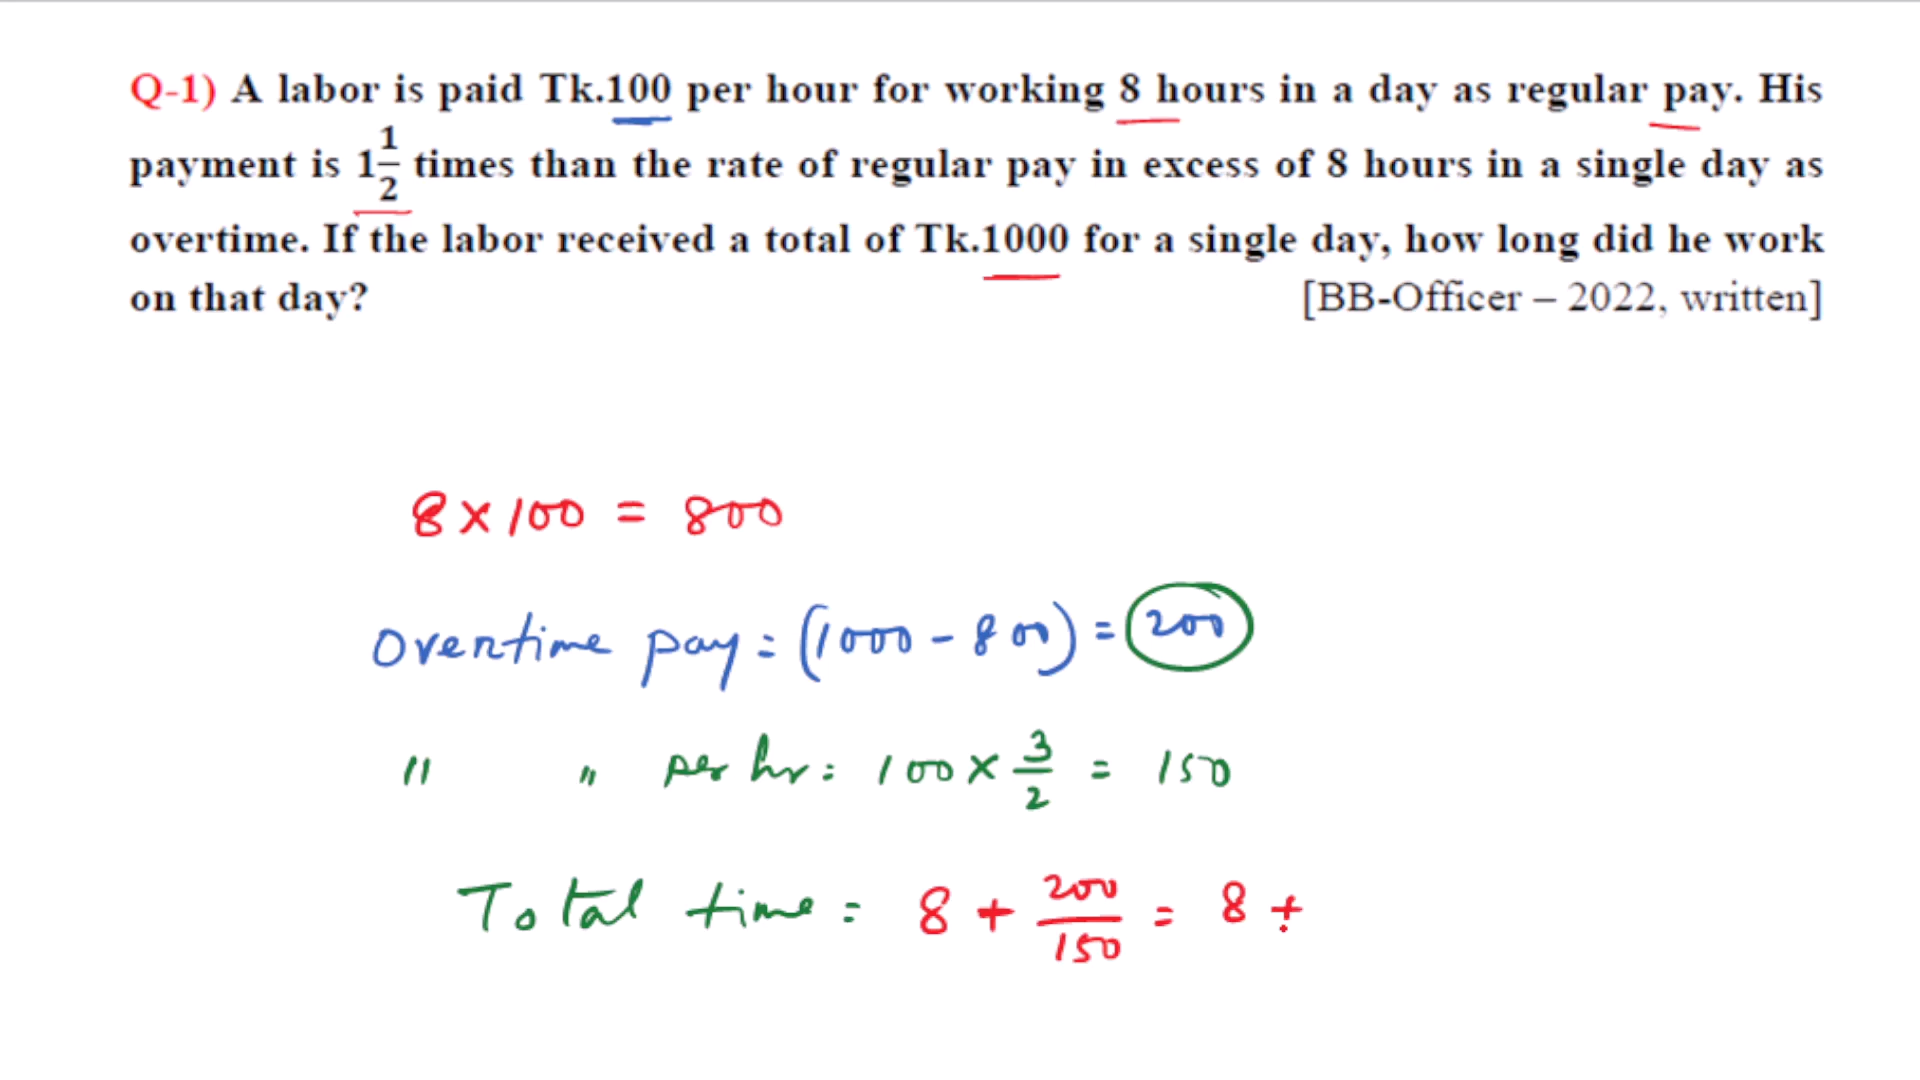 Q-1) A labor is paid Tk.100 per hour for working 8 hours in a day as regular pay. His
payment is 1 1/2 times than the rate of regular pay in excess of 8 hours in a single day as
overtime. If the labor received a total of Tk.1000 for a single day, how long did he work
on that day? [BB-Officer – 2022, written]
8 × 100 = 800
Overtime pay = (1000 - 800) = 200
" " per hr = 100 × 3/2 = 150
Total time = 8 + 200/150 = 8 +